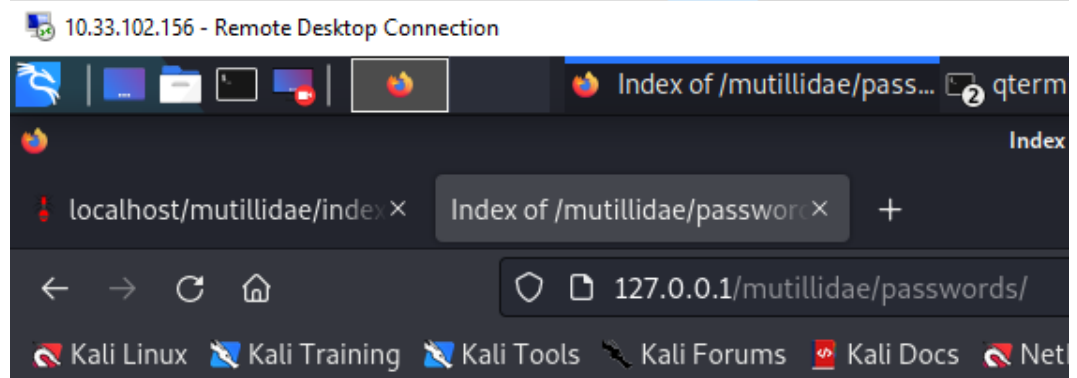 10.33.102.156 - Remote Desktop Connection
Index of /mutillidae/pass... 2 qterm
Index
localhost/mutillidae/index Index of /mutillidae/passwor
127.0.0.1/mutillidae/passwords/
Kali Linux Kali Training Kali Tools Kali Forums Kali Docs Net